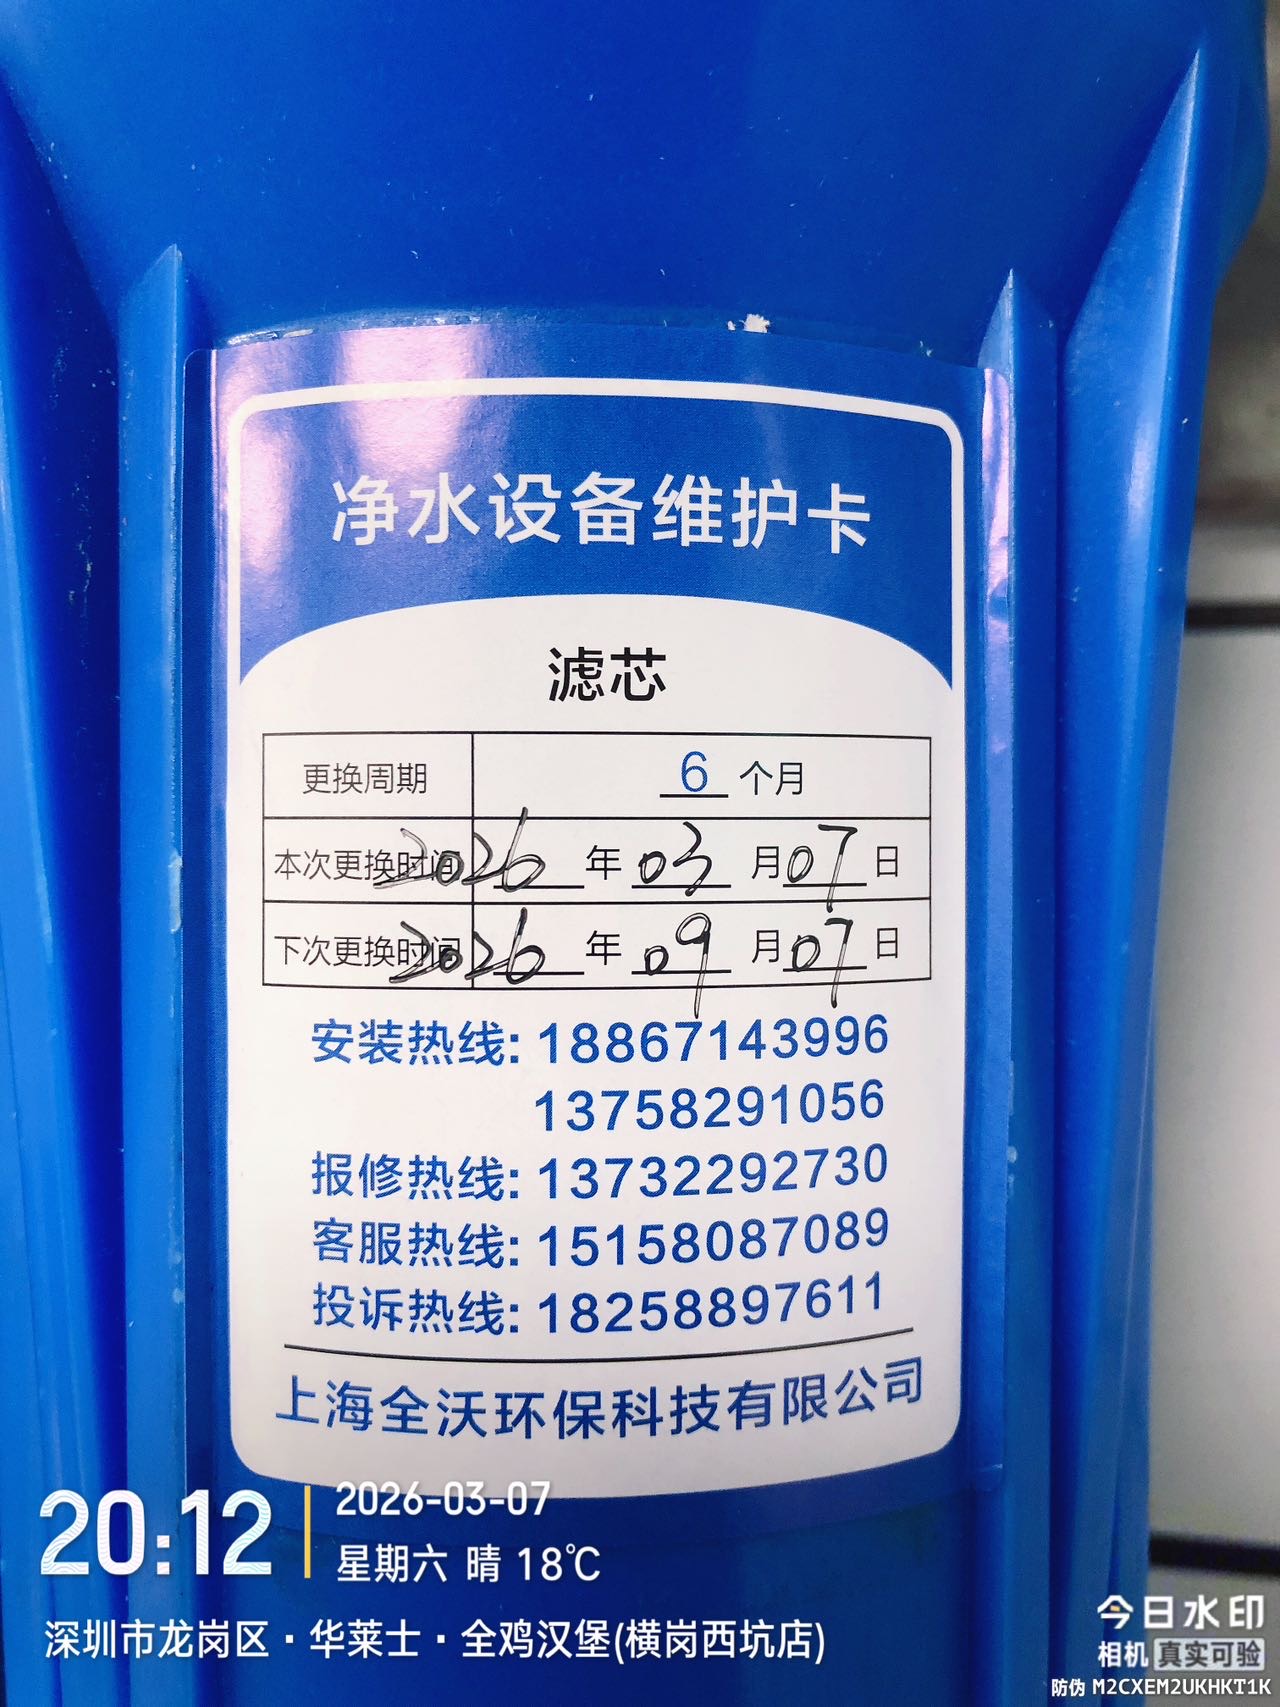 净水设备维护卡
滤芯
更换周期 6 个月
本次更换时间 2026 年 03 月 07 日
下次更换时间 2026 年 09 月 07 日
安装热线: 18867143996
13758291056
报修热线: 13732292730
客服热线: 15158087089
投诉热线: 18258897611
上海全沃环保科技有限公司
20:12
2026-03-07
星期六 晴 18℃
深圳市龙岗区·华莱士·全鸡汉堡(横岗西坑店)
今日水印
相机 真实可验
防伪 M2CXEM2UKHKT1K